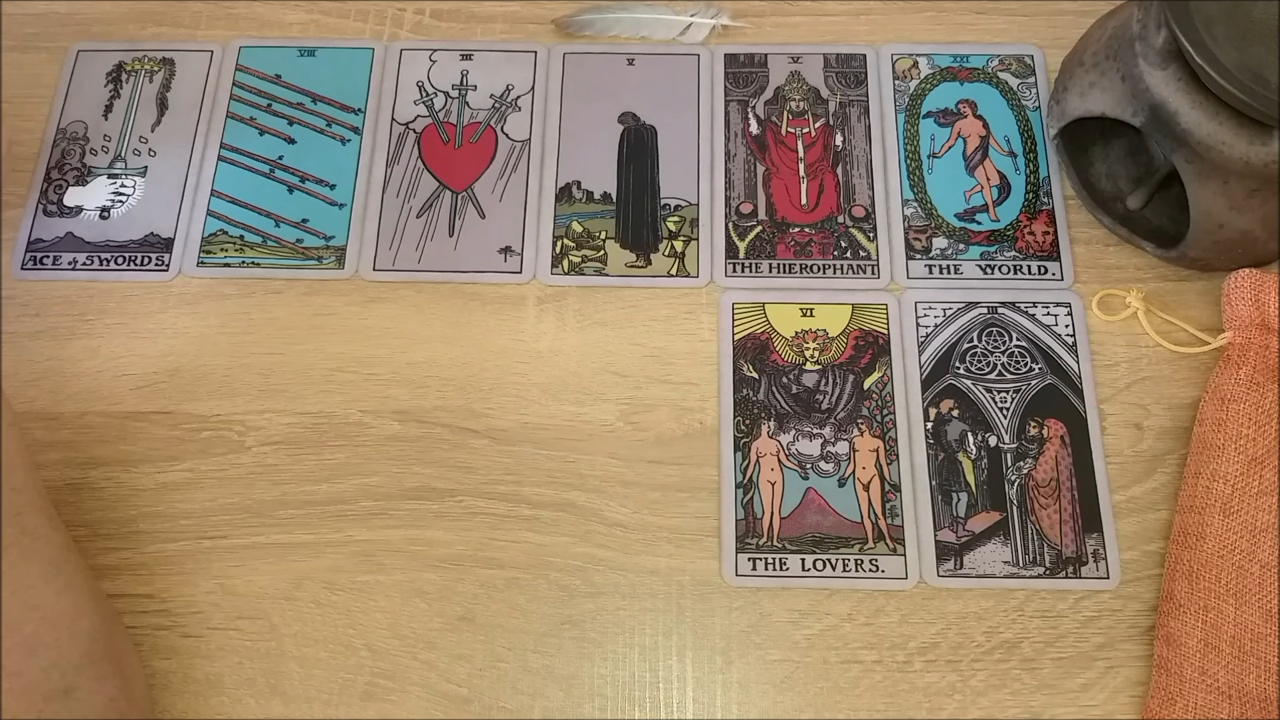 ACE of SWORDS.
VIII
III
V
V
THE HIEROPHANT
XXI
THE WORLD.
VI
THE LOVERS.
III